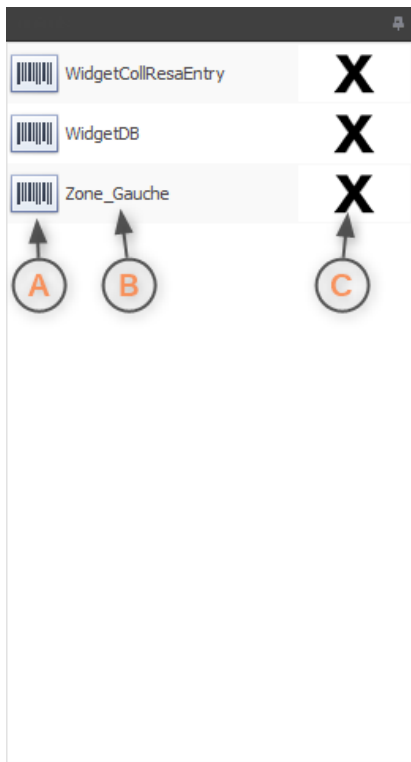 WidgetCollResaEntry X
WidgetDB X
Zone_Gauche X
A B C